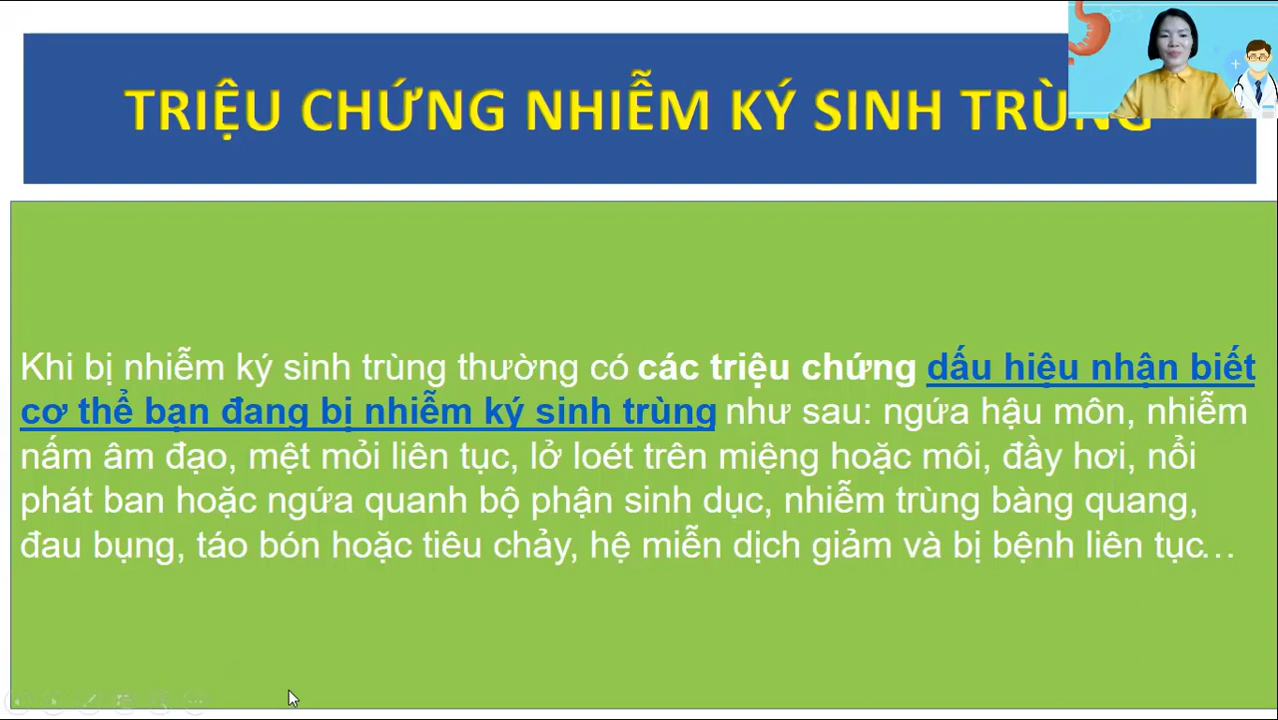 TRIỆU CHỨNG NHIỄM KÝ SINH TRÙNG
Khi bị nhiễm ký sinh trùng thường có các triệu chứng dấu hiệu nhận biết
cơ thể bạn đang bị nhiễm ký sinh trùng như sau: ngứa hậu môn, nhiễm
nấm âm đạo, mệt mỏi liên tục, lở loét trên miệng hoặc môi, đầy hơi, nổi
phát ban hoặc ngứa quanh bộ phận sinh dục, nhiễm trùng bàng quang,
đau bụng, táo bón hoặc tiêu chảy, hệ miễn dịch giảm và bị bệnh liên tục…